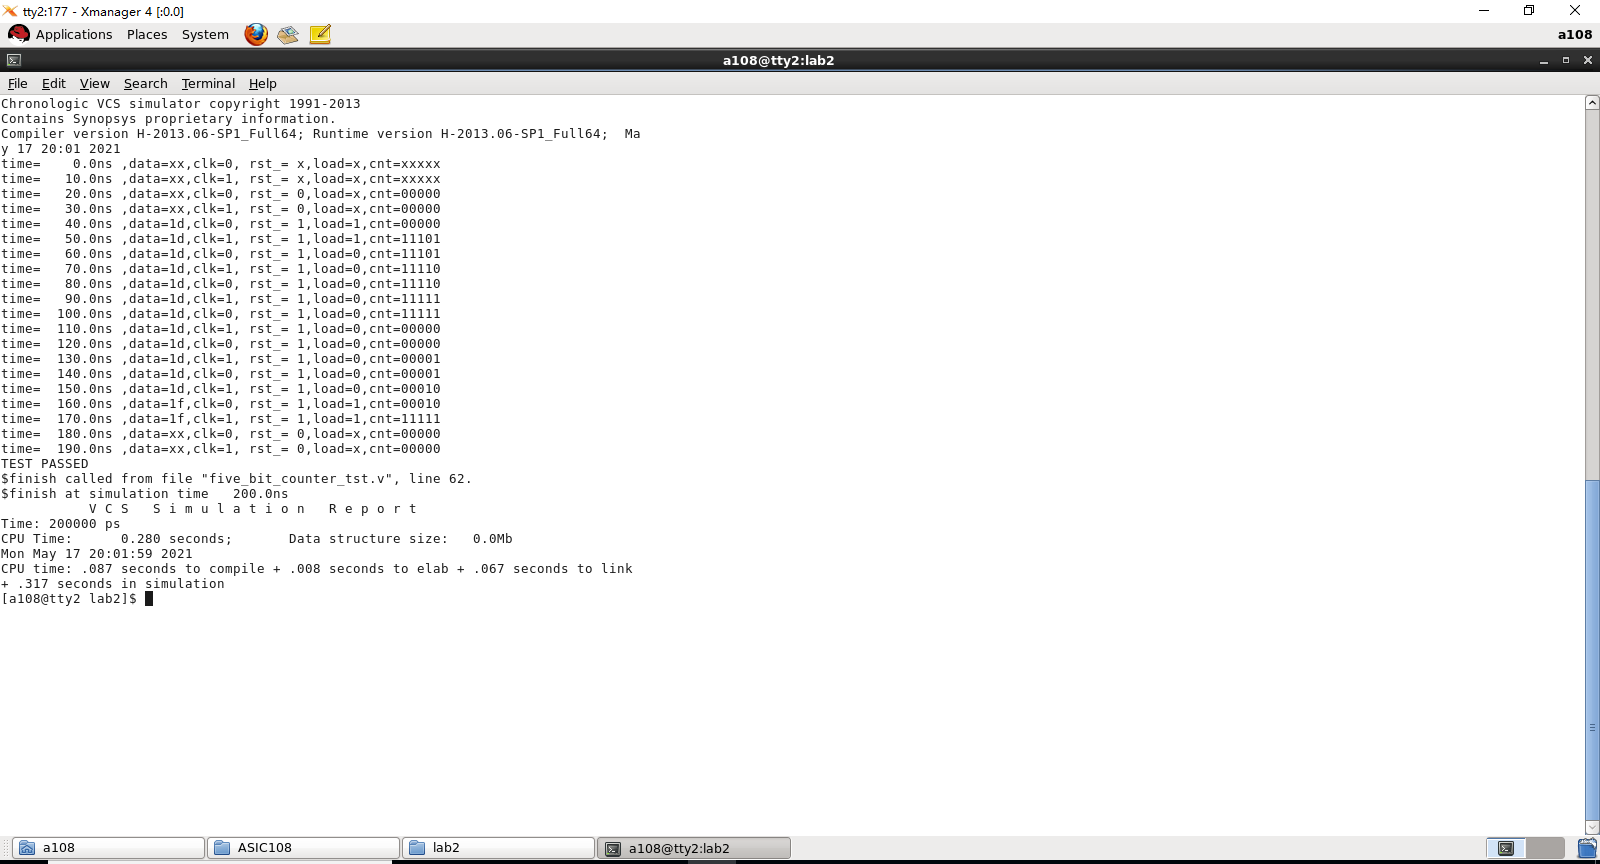 tty2:177 - Xmanager 4 [:0.0]
Applications Places System a108
a108@tty2:lab2
File Edit View Search Terminal Help
Chronologic VCS simulator copyright 1991-2013
Contains Synopsys proprietary information.
Compiler version H-2013.06-SP1_Full64; Runtime version H-2013.06-SP1_Full64;  Ma
y 17 20:01 2021
time=    0.0ns ,data=xx,clk=0, rst_= x,load=x,cnt=xxxxx
time=   10.0ns ,data=xx,clk=1, rst_= x,load=x,cnt=xxxxx
time=   20.0ns ,data=xx,clk=0, rst_= 0,load=x,cnt=00000
time=   30.0ns ,data=xx,clk=1, rst_= 0,load=x,cnt=00000
time=   40.0ns ,data=1d,clk=0, rst_= 1,load=1,cnt=00000
time=   50.0ns ,data=1d,clk=1, rst_= 1,load=1,cnt=11101
time=   60.0ns ,data=1d,clk=0, rst_= 1,load=0,cnt=11101
time=   70.0ns ,data=1d,clk=1, rst_= 1,load=0,cnt=11110
time=   80.0ns ,data=1d,clk=0, rst_= 1,load=0,cnt=11110
time=   90.0ns ,data=1d,clk=1, rst_= 1,load=0,cnt=11111
time=  100.0ns ,data=1d,clk=0, rst_= 1,load=0,cnt=11111
time=  110.0ns ,data=1d,clk=1, rst_= 1,load=0,cnt=00000
time=  120.0ns ,data=1d,clk=0, rst_= 1,load=0,cnt=00000
time=  130.0ns ,data=1d,clk=1, rst_= 1,load=0,cnt=00001
time=  140.0ns ,data=1d,clk=0, rst_= 1,load=0,cnt=00001
time=  150.0ns ,data=1d,clk=1, rst_= 1,load=0,cnt=00010
time=  160.0ns ,data=1f,clk=0, rst_= 1,load=1,cnt=00010
time=  170.0ns ,data=1f,clk=1, rst_= 1,load=1,cnt=11111
time=  180.0ns ,data=xx,clk=0, rst_= 0,load=x,cnt=00000
time=  190.0ns ,data=xx,clk=1, rst_= 0,load=x,cnt=00000
TEST PASSED
$finish called from file "five_bit_counter_tst.v", line 62.
$finish at simulation time   200.0ns
V C S   S i m u l a t i o n   R e p o r t
Time: 200000 ps
CPU Time:      0.280 seconds;       Data structure size:   0.0Mb
Mon May 17 20:01:59 2021
CPU time: .087 seconds to compile + .008 seconds to elab + .067 seconds to link
+ .317 seconds in simulation
[a108@tty2 lab2]$
a108 ASIC108 lab2 a108@tty2:lab2